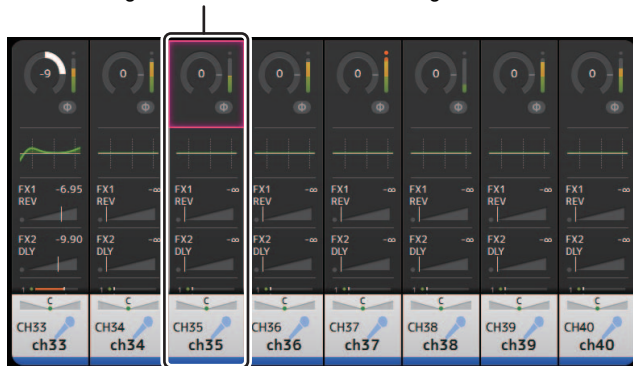 -9 0 0 0 0 0 0 0
Φ Φ Φ Φ Φ Φ Φ Φ
FX1 -6.95 FX1 -∞ FX1 -∞ FX1 -∞ FX1 -∞ FX1 -∞ FX1 -∞ FX1 -∞
REV REV REV REV REV REV REV REV
FX2 -9.90 FX2 -∞ FX2 -∞ FX2 -∞ FX2 -∞ FX2 -∞ FX2 -∞ FX2 -∞
DLY DLY DLY DLY DLY DLY DLY DLY
C C C C C C C C
CH33 CH34 CH35 CH36 CH37 CH38 CH39 CH40
ch33 ch34 ch35 ch36 ch37 ch38 ch39 ch40